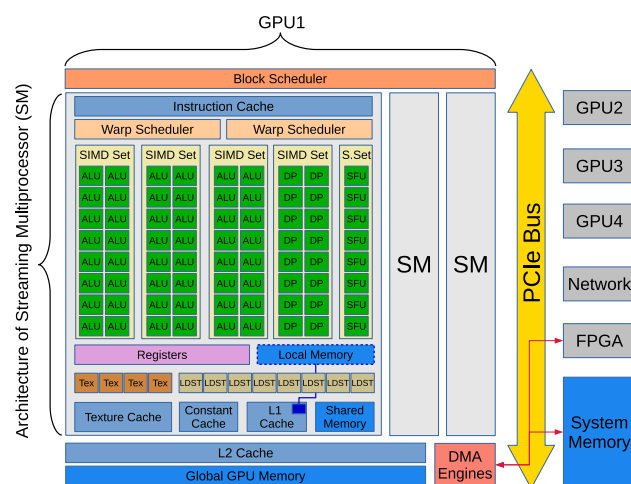 GPU1
Block Scheduler
Architecture of Streaming Multiprocessor (SM)
Instruction Cache
Warp Scheduler Warp Scheduler
SIMD Set SIMD Set SIMD Set SIMD Set S.Set
ALU ALU ALU ALU ALU ALU DP DP SFU
ALU ALU ALU ALU ALU ALU DP DP SFU
ALU ALU ALU ALU ALU ALU DP DP SFU
ALU ALU ALU ALU ALU ALU DP DP SFU
ALU ALU ALU ALU ALU ALU DP DP SFU
ALU ALU ALU ALU ALU ALU DP DP SFU
ALU ALU ALU ALU ALU ALU DP DP SFU
ALU ALU ALU ALU ALU ALU DP DP SFU
Registers Local Memory
Tex Tex Tex Tex LDST LDST LDST LDST LDST LDST LDST LDST
Texture Cache
Constant
Cache
L1
Cache
Shared
Memory
SM SM
L2 Cache
Global GPU Memory
DMA
Engines
PCIe Bus
GPU2
GPU3
GPU4
Network
FPGA
System
Memory